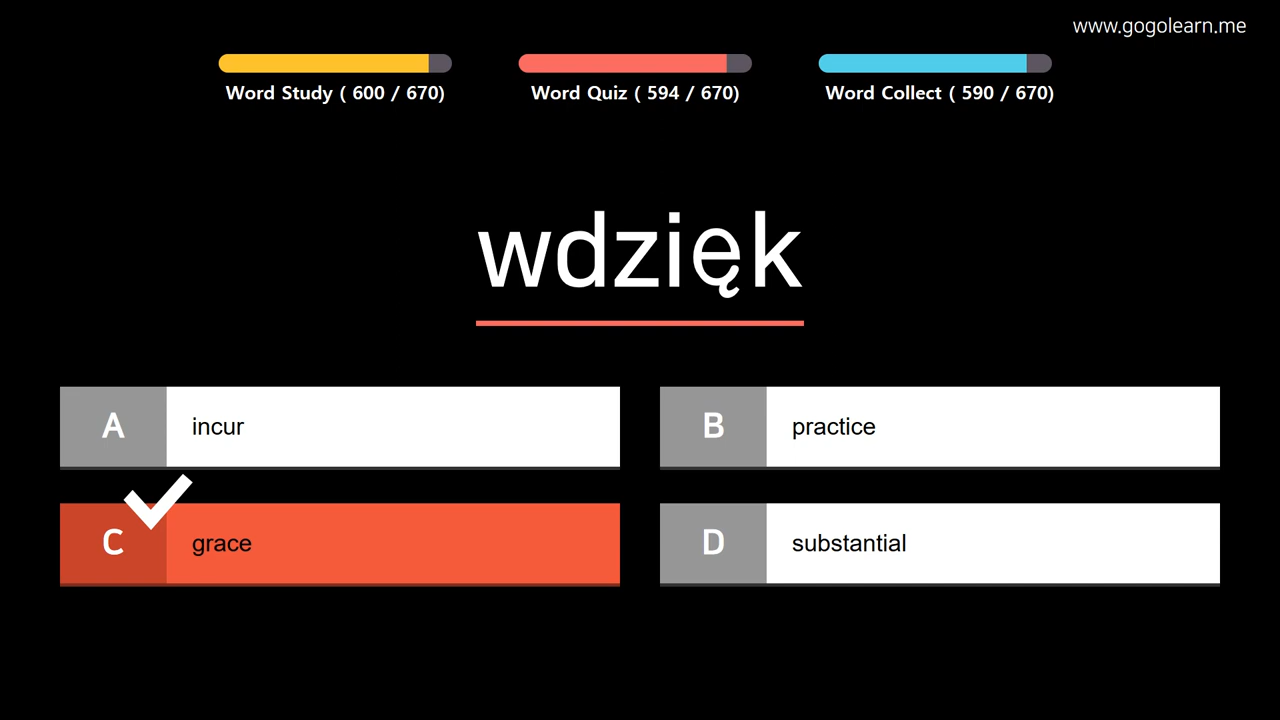 www.gogolearn.me
Word Study ( 600 / 670) Word Quiz ( 594 / 670) Word Collect ( 590 / 670)
wdzięk
A incur
B practice
C grace
D substantial